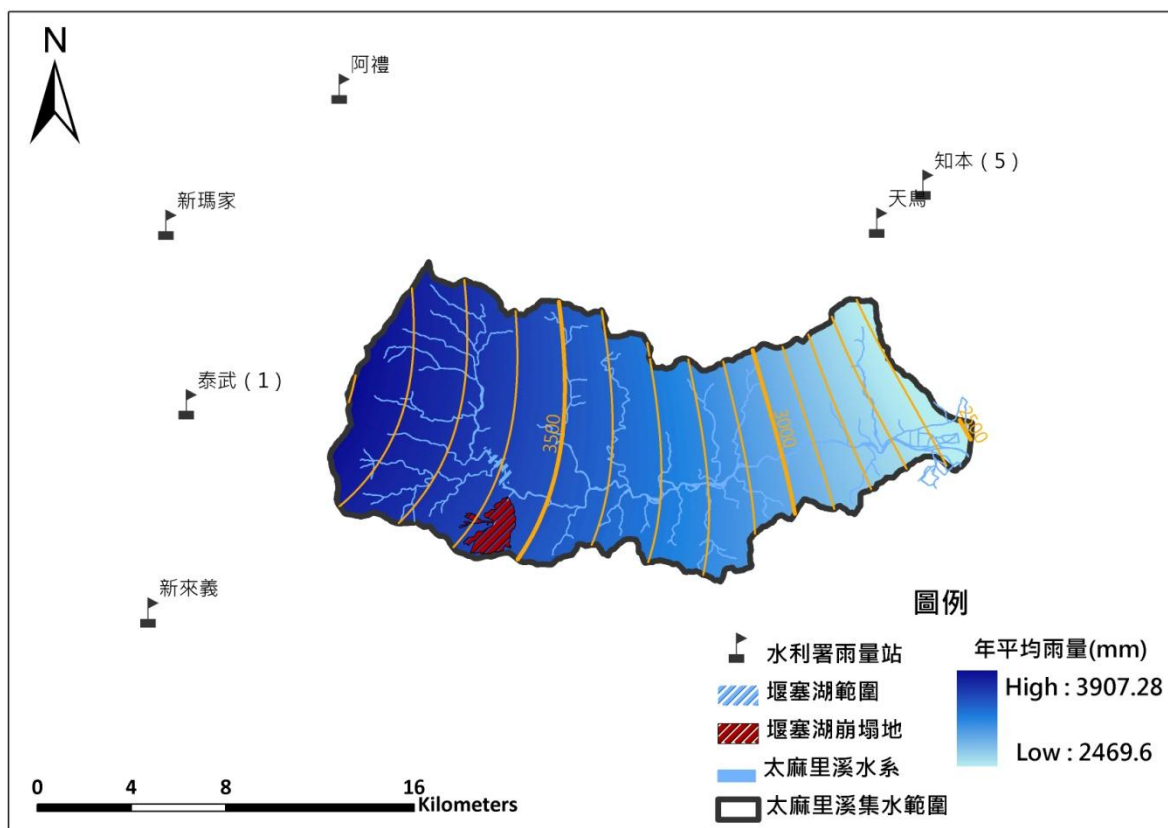 N
阿禮
知本（5）
新瑪家
天鳥
泰武（1）
3500
3000
2500
新來義
圖例
水利署雨量站
堰塞湖範圍
堰塞湖崩塌地
太麻里溪水系
太麻里溪集水範圍
年平均雨量(mm)
High : 3907.28
Low : 2469.6
0 4 8 16
Kilometers